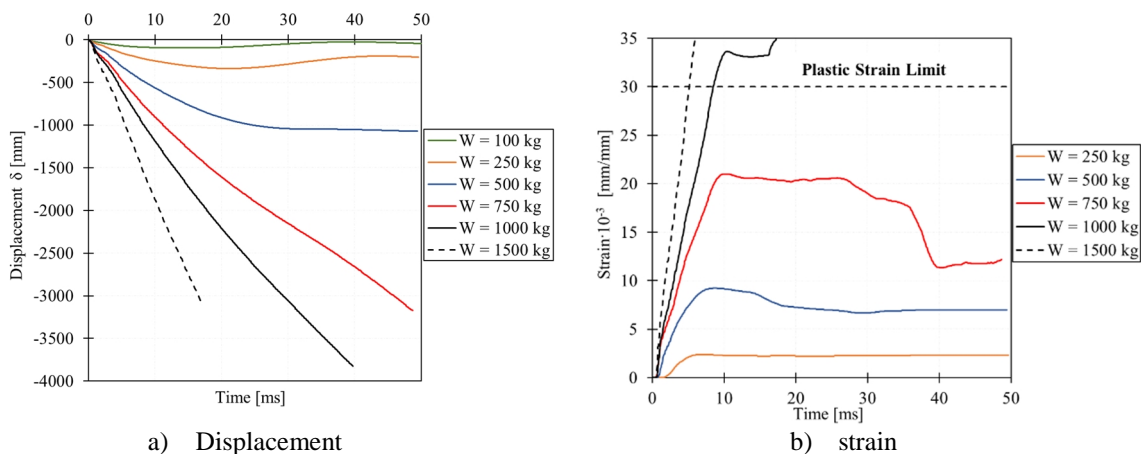 0 10 20 30 40 50
0
-500
-1000
-1500
-2000
-2500
-3000
-3500
-4000
Displacement δ [mm]
Time [ms]
W = 100 kg
W = 250 kg
W = 500 kg
W = 750 kg
W = 1000 kg
W = 1500 kg
a) Displacement
35
30
25
20
15
10
5
0
Strain·10⁻³ [mm/mm]
Plastic Strain Limit
0 10 20 30 40 50
Time [ms]
W = 250 kg
W = 500 kg
W = 750 kg
W = 1000 kg
W = 1500 kg
b) strain